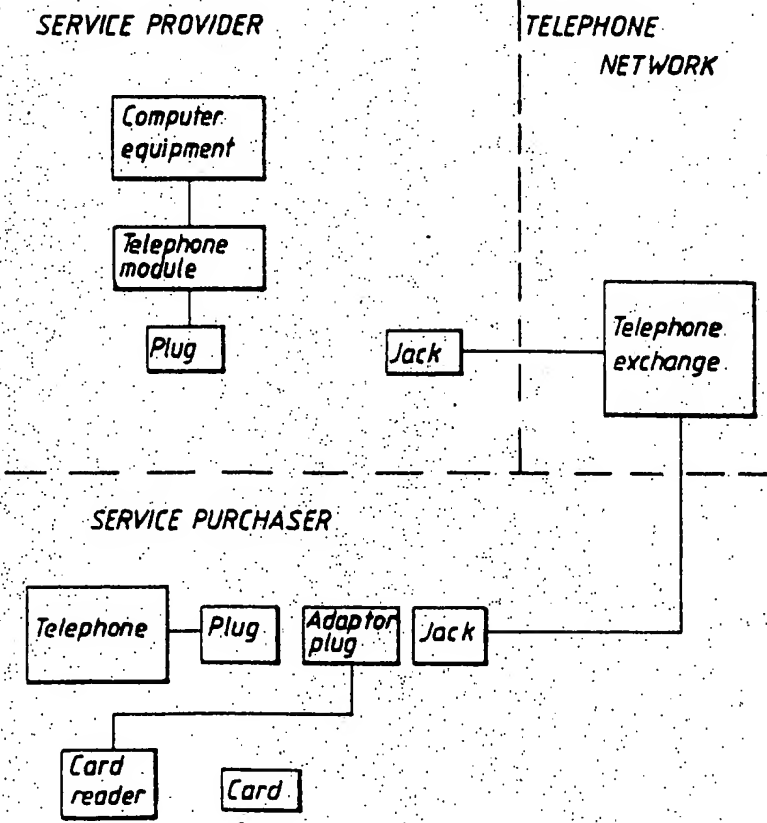 SERVICE PROVIDER
TELEPHONE
NETWORK
Computer
equipment
Telephone
module
Plug
Jack
Telephone
exchange
SERVICE PURCHASER
Telephone
Plug
Adaptor
plug
Jack
Card
reader
Card